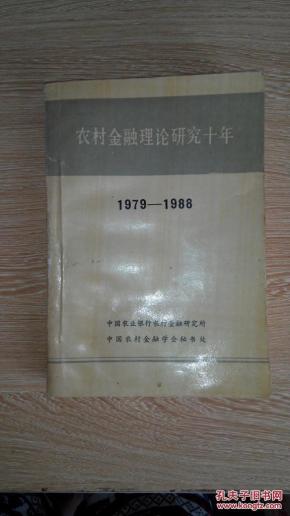 农村金融理论研究十年
1979—1988
中国农业银行农村金融研究所
中国农村金融学会秘书处
孔夫子旧书网